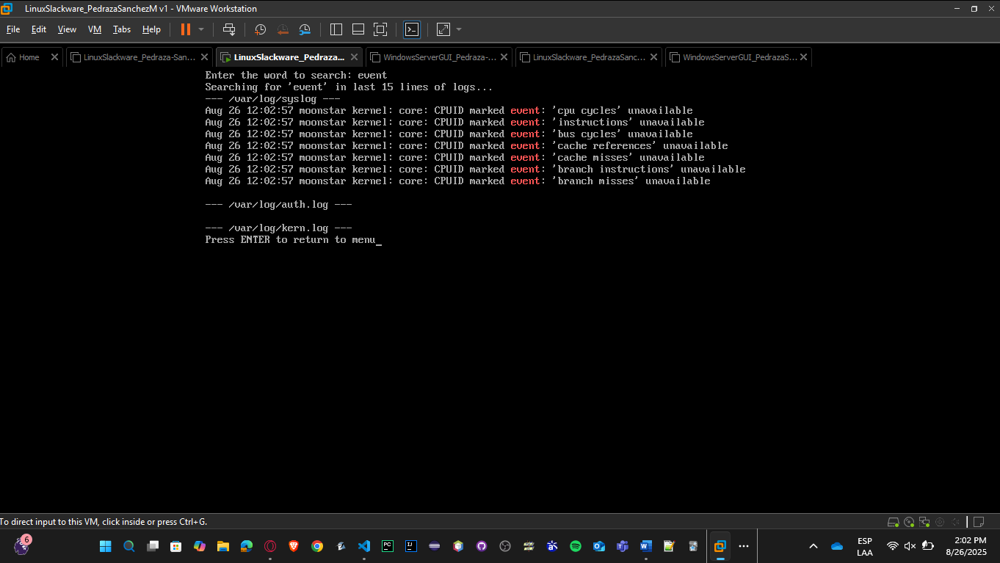 LinuxSlackware_PedrazaSanchezM v1 - VMware Workstation
File Edit View VM Tabs Help
Home LinuxSlackware_Pedraza-San... LinuxSlackware_Pedraza... WindowsServerGUI_Pedraza-... LinuxSlackware_PedrazaSanc... WindowsServerGUI_PedrazaS...
Enter the word to search: event
Searching for 'event' in last 15 lines of logs...
--- /var/log/syslog ---
Aug 26 12:02:57 moonstar kernel: core: CPUID marked event: 'cpu cycles' unavailable
Aug 26 12:02:57 moonstar kernel: core: CPUID marked event: 'instructions' unavailable
Aug 26 12:02:57 moonstar kernel: core: CPUID marked event: 'bus cycles' unavailable
Aug 26 12:02:57 moonstar kernel: core: CPUID marked event: 'cache references' unavailable
Aug 26 12:02:57 moonstar kernel: core: CPUID marked event: 'cache misses' unavailable
Aug 26 12:02:57 moonstar kernel: core: CPUID marked event: 'branch instructions' unavailable
Aug 26 12:02:57 moonstar kernel: core: CPUID marked event: 'branch misses' unavailable
--- /var/log/auth.log ---
--- /var/log/kern.log ---
Press ENTER to return to menu_
To direct input to this VM, click inside or press Ctrl+G.
6
PC
IJ
ESP
LAA
2:02 PM
8/26/2025